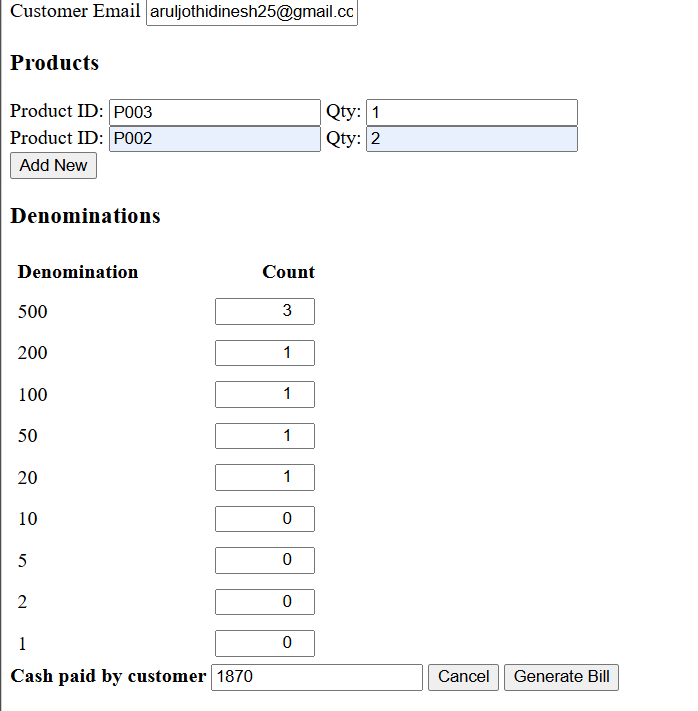 Customer Email aruljothidinesh25@gmail.cc
Products
Product ID: P003 Qty: 1
Product ID: P002 Qty: 2
Add New
Denominations
Denomination Count
500 3
200 1
100 1
50 1
20 1
10 0
5 0
2 0
1 0
Cash paid by customer 1870 Cancel Generate Bill